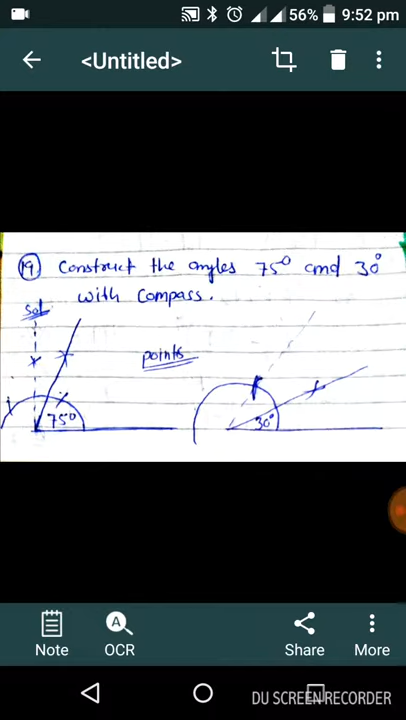 56% 9:52 pm
<Untitled>
19 Construct the angles 75° and 30°
with Compass.
Sol
points
75°
30°
Note
OCR
Share
More
DU SCREEN RECORDER